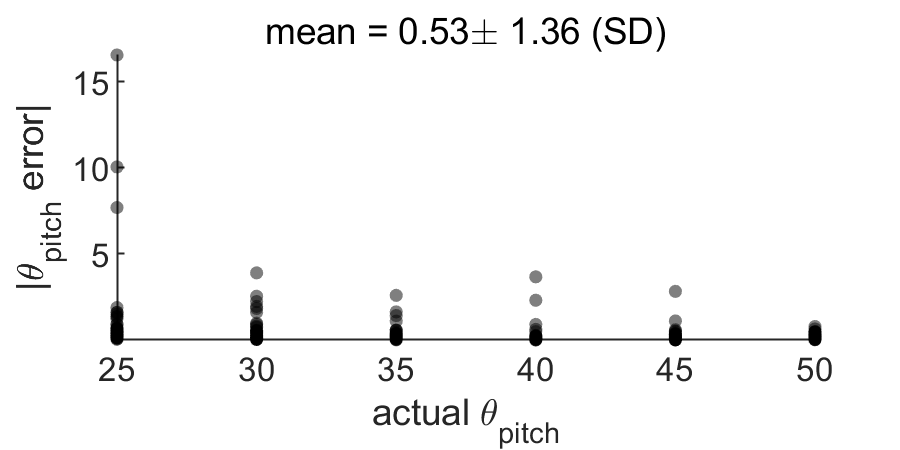 mean = 0.53± 1.36 (SD)
|θpitch error|
15
10
5
25 30 35 40 45 50
actual θpitch